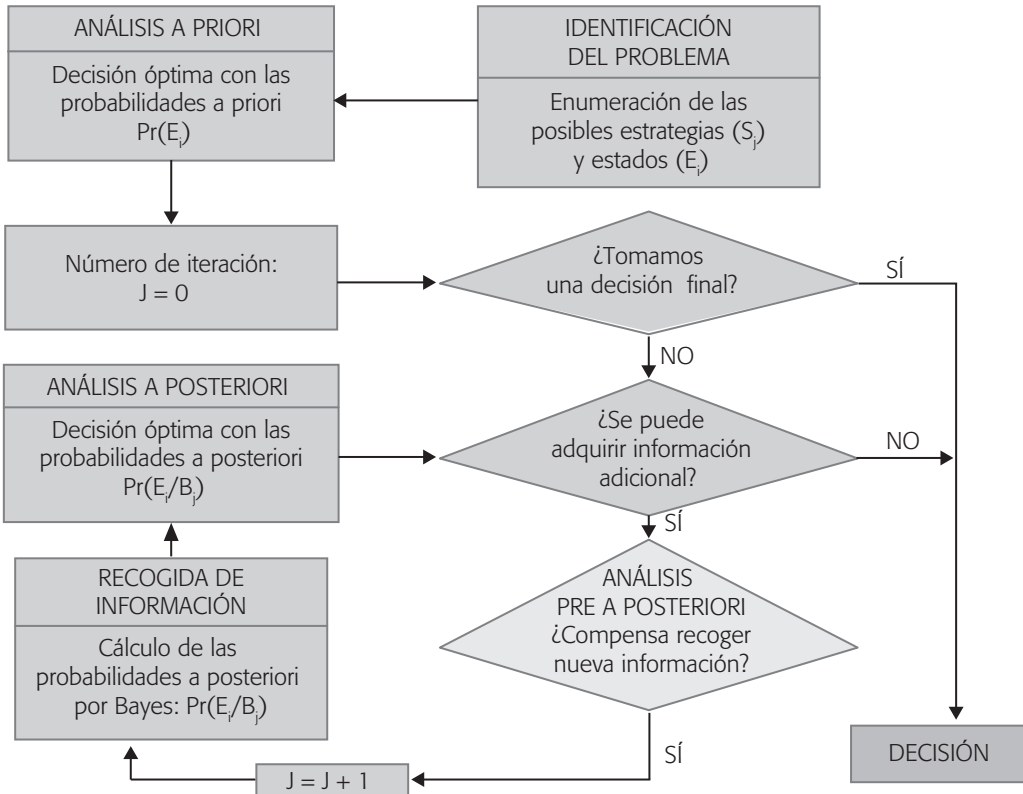 ANÁLISIS A PRIORI
Decisión óptima con las
probabilidades a priori
Pr(Ei)
IDENTIFICACIÓN
DEL PROBLEMA
Enumeración de las
posibles estrategias (Sj)
y estados (Ei)
Número de iteración:
J = 0
¿Tomamos
una decisión final?
SÍ
NO
ANÁLISIS A POSTERIORI
Decisión óptima con las
probabilidades a posteriori
Pr(Ei/Bj)
¿Se puede
adquirir información
adicional?
NO
SÍ
RECOGIDA DE
INFORMACIÓN
Cálculo de las
probabilidades a posteriori
por Bayes: Pr(Ei/Bj)
ANÁLISIS
PRE A POSTERIORI
¿Compensa recoger
nueva información?
SÍ
J = J + 1
DECISIÓN